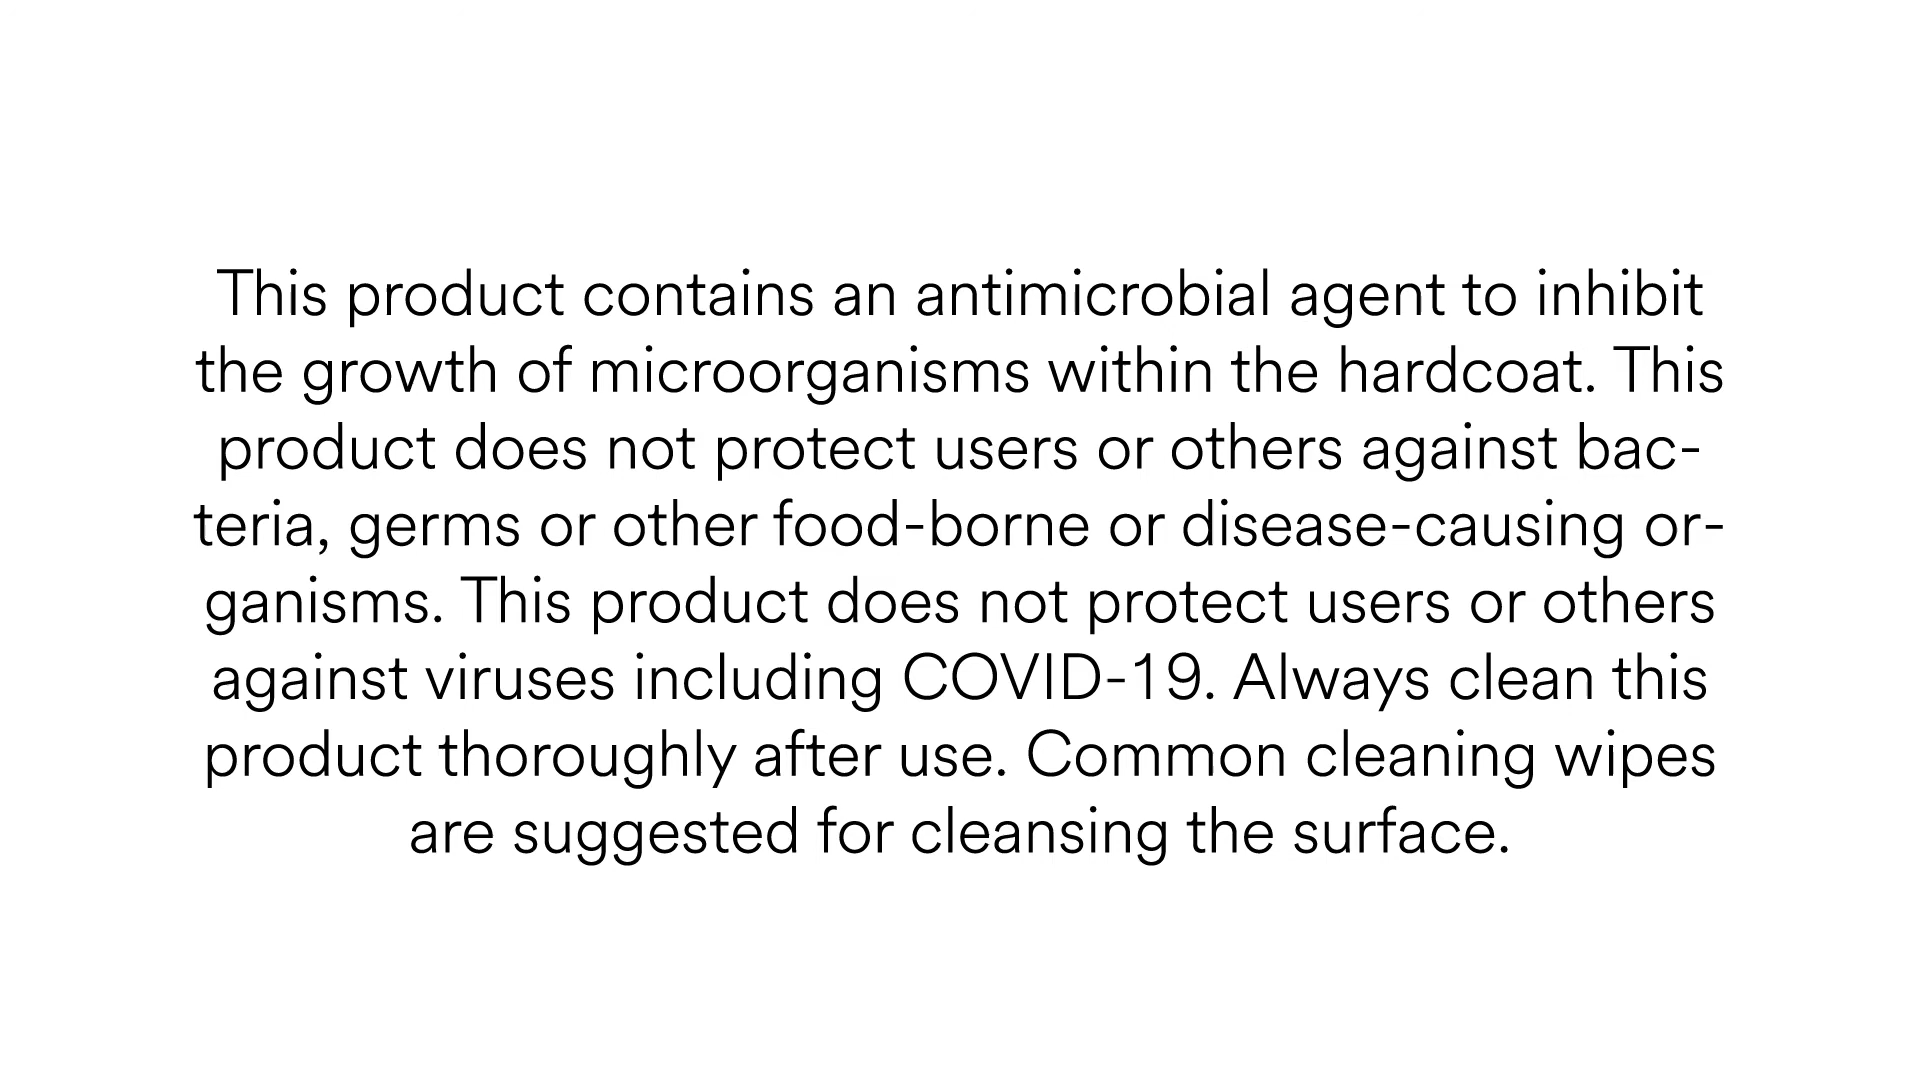 This product contains an antimicrobial agent to inhibit
the growth of microorganisms within the hardcoat. This
product does not protect users or others against bac-
teria, germs or other food-borne or disease-causing or-
ganisms. This product does not protect users or others
against viruses including COVID-19. Always clean this
product thoroughly after use. Common cleaning wipes
are suggested for cleansing the surface.